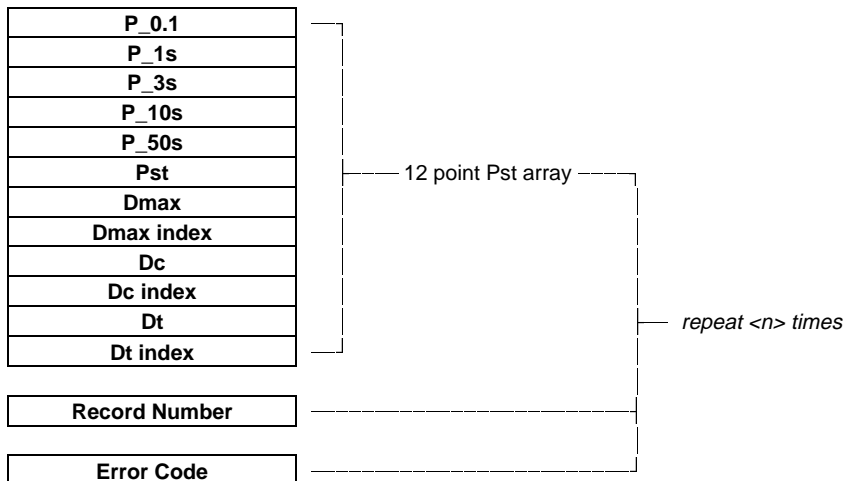 P_0.1
P_1s
P_3s
P_10s
P_50s
Pst
Dmax
Dmax index
Dc
Dc index
Dt
Dt index
12 point Pst array
repeat <n> times
Record Number
Error Code